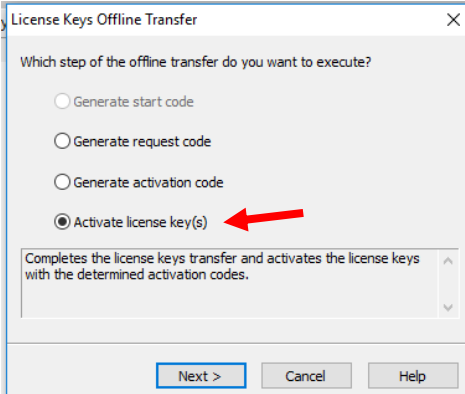 License Keys Offline Transfer
Which step of the offline transfer do you want to execute?
Generate start code
Generate request code
Generate activation code
Activate license key(s)
Completes the license keys transfer and activates the license keys
with the determined activation codes.
Next >
Cancel
Help